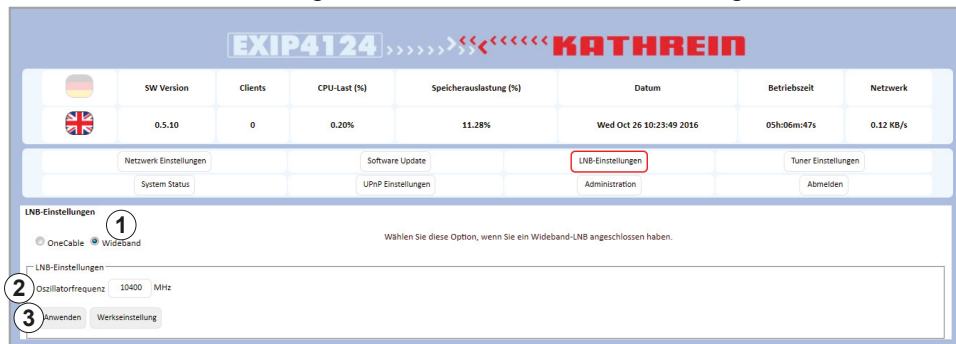 EXIP4124 KATHREIN
SW Version Clients CPU-Last (%) Speicherauslastung (%) Datum Betriebszeit Netzwerk
0.5.10 0 0.20% 11.28% Wed Oct 26 10:23:49 2016 05h:06m:47s 0.12 KB/s
Netzwerk Einstellungen Software Update LNB-Einstellungen Tuner Einstellungen
System Status UPnP Einstellungen Administration Abmelden
LNB-Einstellungen
1
OneCable Wideband Wählen Sie diese Option, wenn Sie ein Wideband-LNB angeschlossen haben.
LNB-Einstellungen
2 Oszillatorfrequenz 10400 MHz
3 Anwenden Werkseinstellung